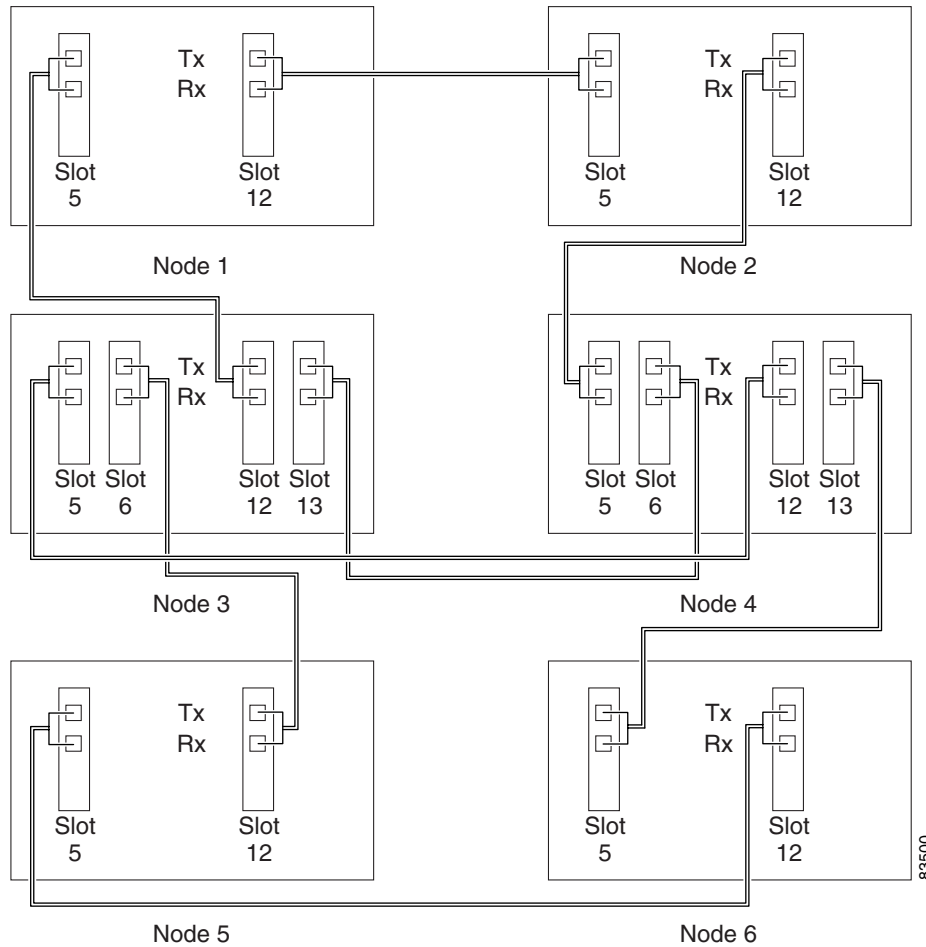 Tx
Rx
Slot
5
Slot
12
Tx
Rx
Slot
5
Slot
12
Node 1
Node 2
Tx
Rx
Slot
5
Slot
6
Slot
12
Slot
13
Tx
Rx
Slot
5
Slot
6
Slot
12
Slot
13
Node 3
Node 4
Tx
Rx
Slot
5
Slot
12
Tx
Rx
Slot
5
Slot
12
83500
Node 5
Node 6